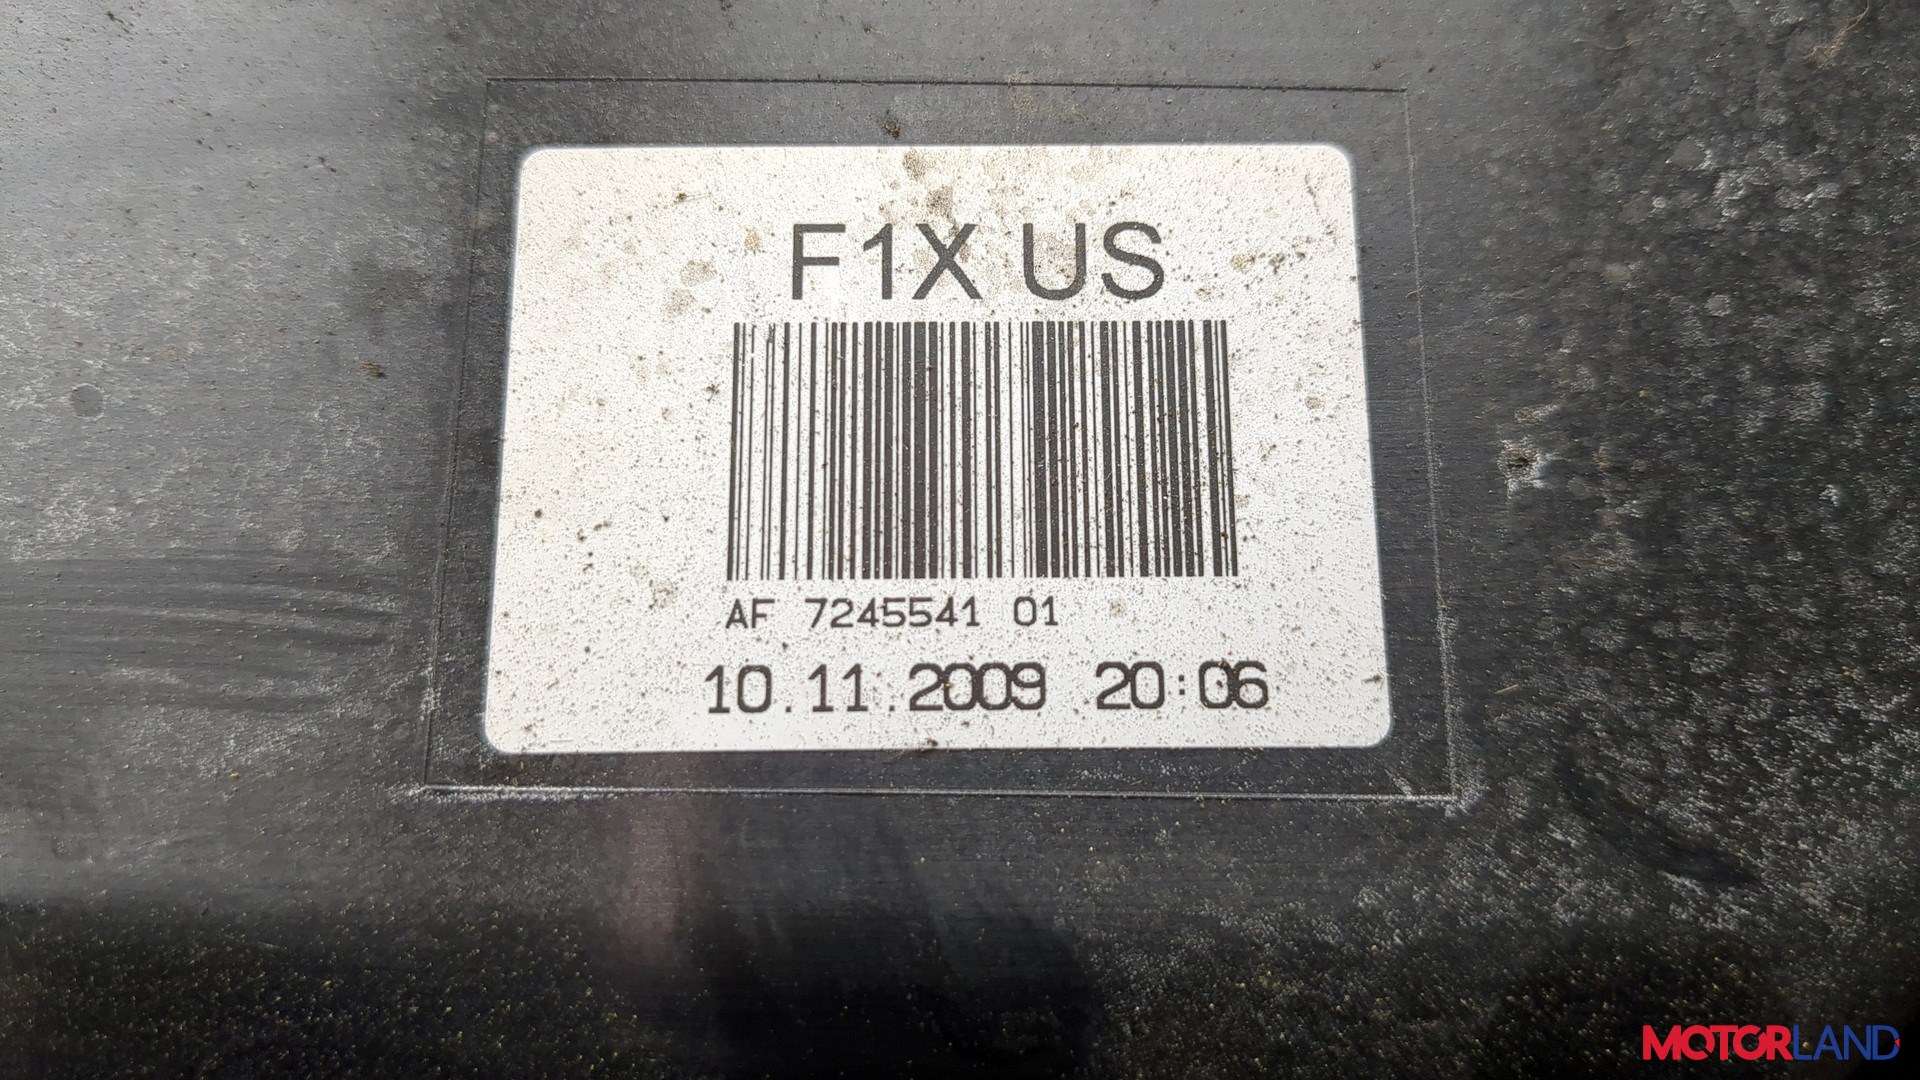 F1X US
AF 7245541 01
10.11.2009 20:06
MOTORLAND